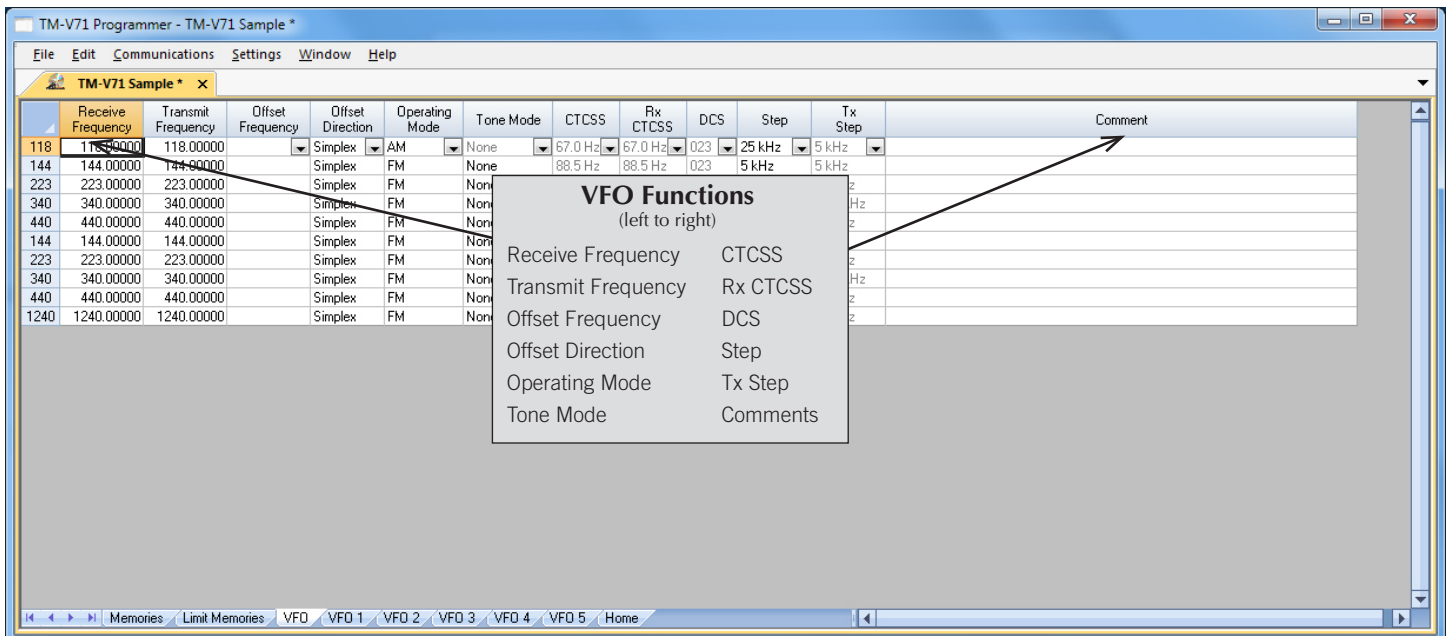 TM-V71 Programmer - TM-V71 Sample *
File Edit Communications Settings Window Help
TM-V71 Sample * X
Receive Frequency Transmit Frequency Offset Frequency Offset Direction Operating Mode Tone Mode CTCSS Rx CTCSS DCS Step Tx Step Comment
118 118.00000 118.00000 Simplex AM None 67.0 Hz 67.0 Hz 023 25 kHz 5 kHz
144 144.00000 144.00000 Simplex FM None 88.5 Hz 88.5 Hz 023 5 kHz 5 kHz
223 223.00000 223.00000 Simplex FM
340 340.00000 340.00000 Simplex FM Hz
440 440.00000 440.00000 Simplex FM
144 144.00000 144.00000 Simplex FM
223 223.00000 223.00000 Simplex FM
340 340.00000 340.00000 Simplex FM Hz
440 440.00000 440.00000 Simplex FM
1240 1240.00000 1240.00000 Simplex FM
VFO Functions
(left to right)
Receive Frequency CTCSS
Transmit Frequency Rx CTCSS
Offset Frequency DCS
Offset Direction Step
Operating Mode Tx Step
Tone Mode Comments
Memories Limit Memories VFO VFO 1 VFO 2 VFO 3 VFO 4 VFO 5 Home